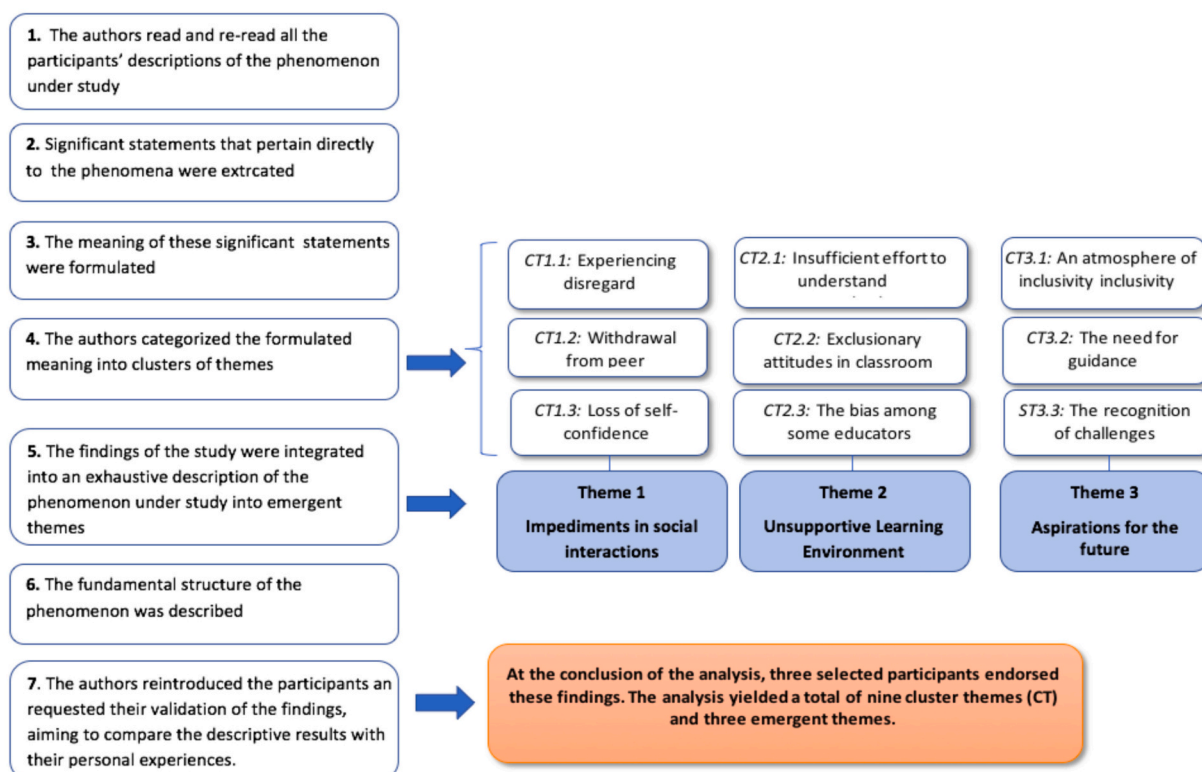 1. The authors read and re-read all the
participants’ descriptions of the phenomenon
under study
2. Significant statements that pertain directly
to the phenomena were extrcated
3. The meaning of these significant statements
were formulated
4. The authors categorized the formulated
meaning into clusters of themes
5. The findings of the study were integrated
into an exhaustive description of the
phenomenon under study into emergent
themes
6. The fundamental structure of the
phenomenon was described
7. The authors reintroduced the participants an
requested their validation of the findings,
aiming to compare the descriptive results with
their personal experiences.
CT1.1: Experiencing
disregard
CT1.2: Withdrawal
from peer
CT1.3: Loss of self-
confidence
Theme 1
Impediments in social
interactions
CT2.1: Insufficient effort to
understand
CT2.2: Exclusionary
attitudes in classroom
CT2.3: The bias among
some educators
Theme 2
Unsupportive Learning
Environment
CT3.1: An atmosphere of
inclusivity inclusivity
CT3.2: The need for
guidance
ST3.3: The recognition
of challenges
Theme 3
Aspirations for the
future
At the conclusion of the analysis, three selected participants endorsed
these findings. The analysis yielded a total of nine cluster themes (CT)
and three emergent themes.